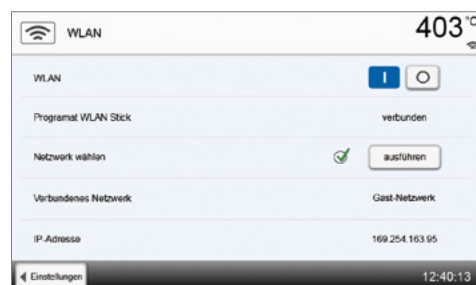 WLAN
403 °C
WLAN I O
Programat WLAN Stick verbunden
Netzwerk wählen ausführen
Verbundenes Netzwerk Gast-Netzwerk
IP-Adresse 169.254.163.95
Einstellungen 12:40:13